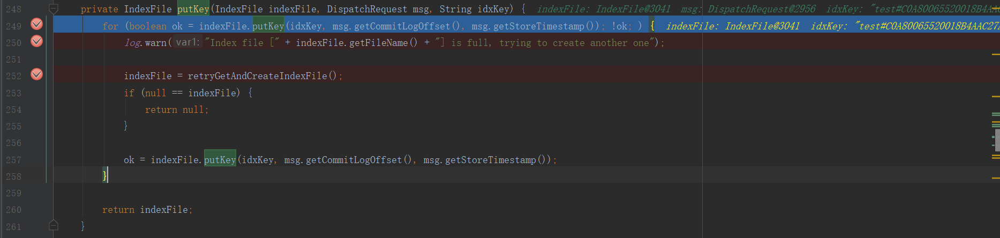 248 private IndexFile putKey(IndexFile indexFile, DispatchRequest msg, String idxKey) { indexFile: IndexFile@3041 msg: DispatchRequest@2956 idxKey: "test#C0A80065520018B4AAC
249 for (boolean ok = indexFile.putKey(idxKey, msg.getCommitLogOffset(), msg.getStoreTimestamp()); !ok; ) { indexFile: IndexFile@3041 idxKey: "test#C0A80065520018B4AAC27
250 log.warn( var1: "Index file [" + indexFile.getFileName() + "] is full, trying to create another one");
251
252 indexFile = retryGetAndCreateIndexFile();
253 if (null == indexFile) {
254 return null;
255 }
256
257 ok = indexFile.putKey(idxKey, msg.getCommitLogOffset(), msg.getStoreTimestamp());
258 }
259
260 return indexFile;
261 }